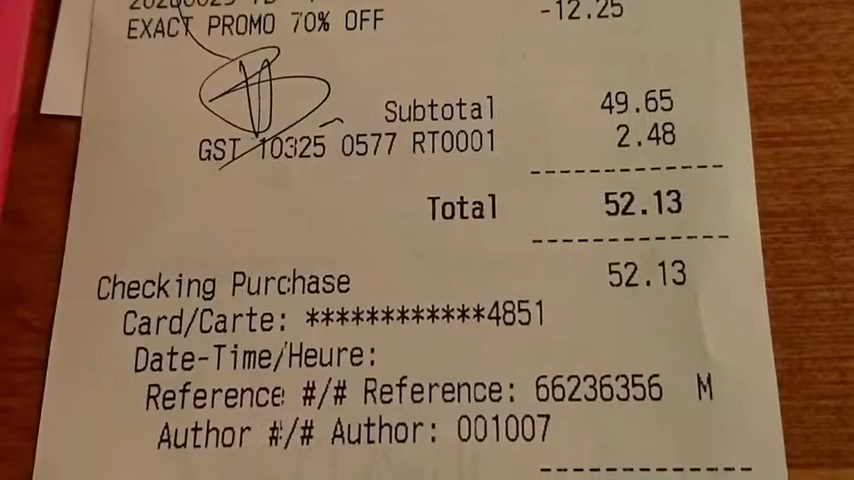 EXACT PROMO 70% OFF -12.25
Subtotal 49.65
GST 10325 0577 RT0001 2.48
Total 52.13
Checking Purchase 52.13
Card/Carte: ************4851
Date-Time/Heure:
Reference #/# Reference: 66236356 M
Author #/# Author: 001007